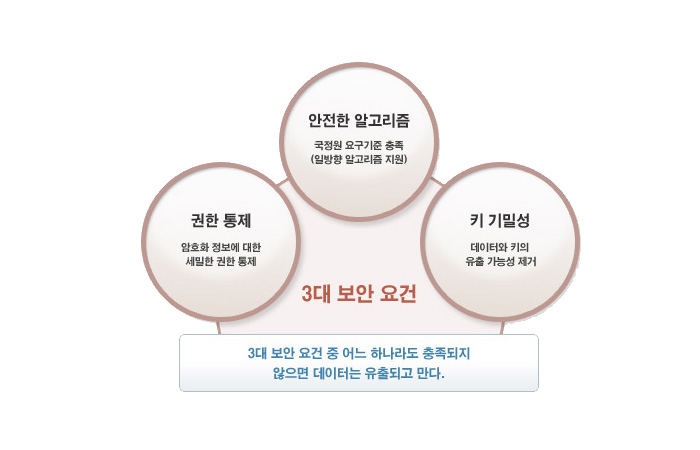 안전한 알고리즘
국정원 요구기준 충족
(일방향 알고리즘 지원)
권한 통제
암호화 정보에 대한
세밀한 권한 통제
키 기밀성
데이터와 키의
유출 가능성 제거
3대 보안 요건
3대 보안 요건 중 어느 하나라도 충족되지
않으면 데이터는 유출되고 만다.